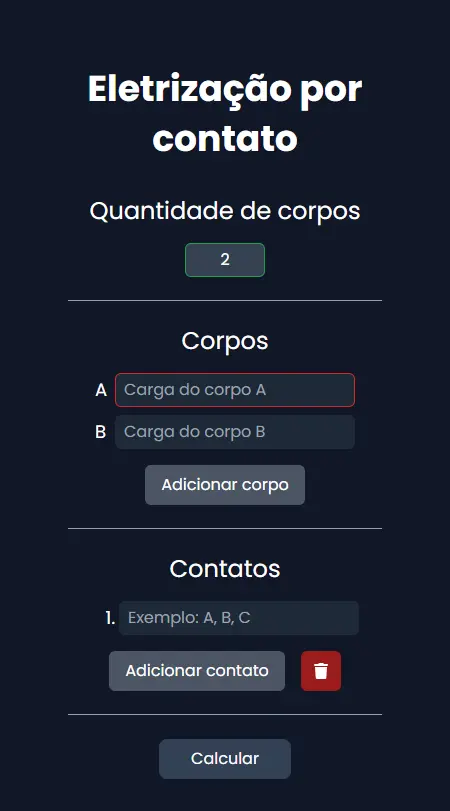 Eletrização por
contato
Quantidade de corpos
2
Corpos
A Carga do corpo A
B Carga do corpo B
Adicionar corpo
Contatos
1. Exemplo: A, B, C
Adicionar contato
Calcular